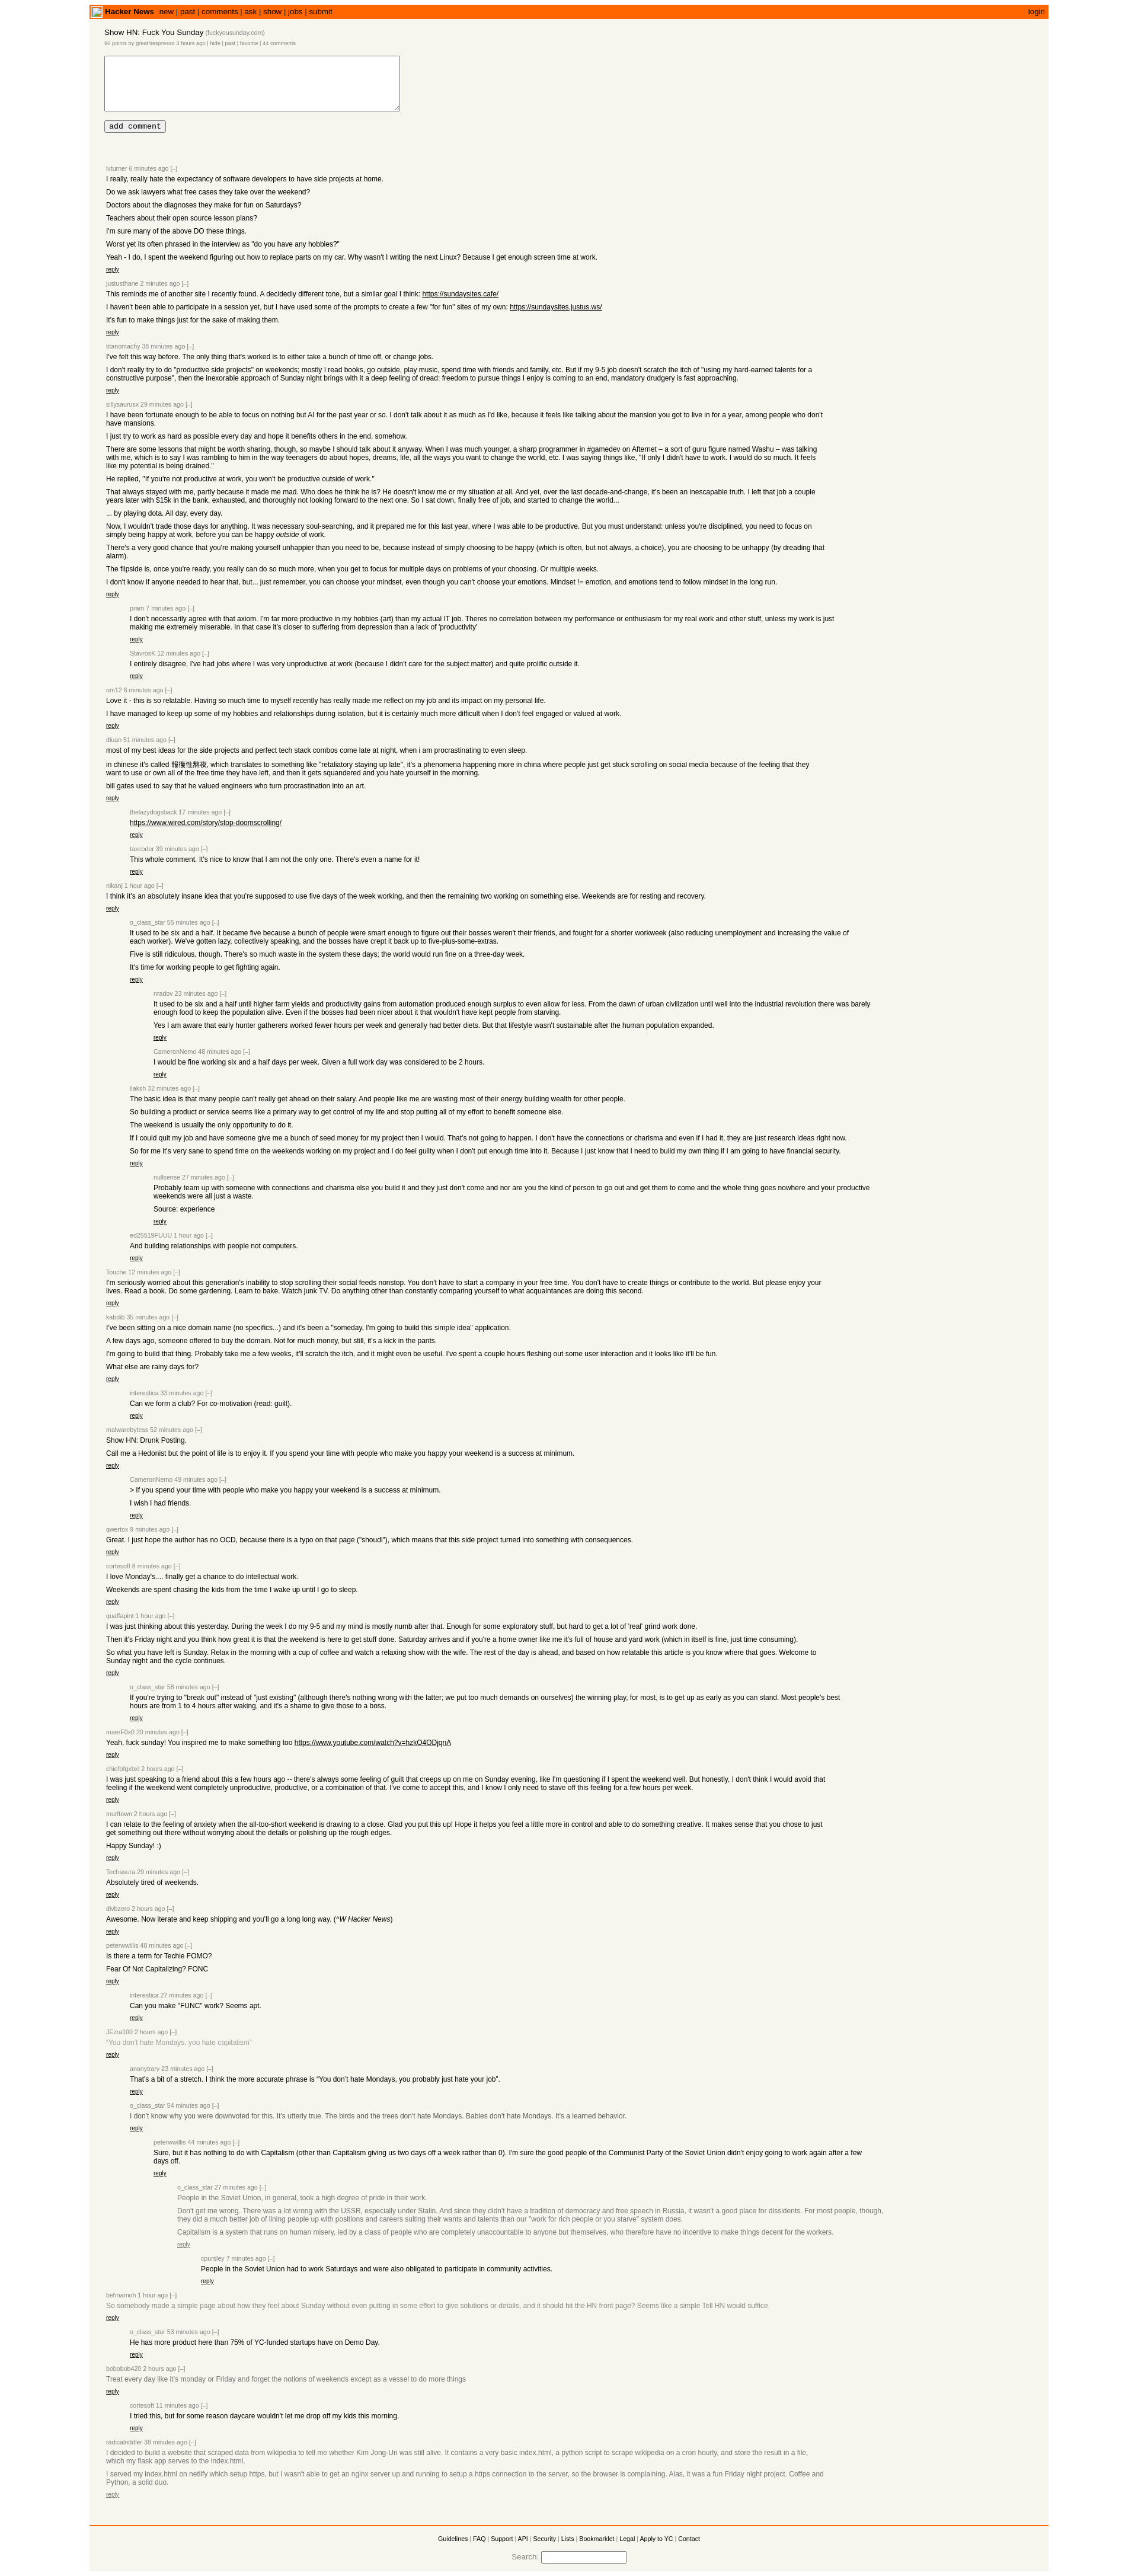 Hacker News new | past | comments | ask | show | jobs | submit login
Show HN: Fuck You Sunday (fuckyousunday.com)
90 points by greatNespresso 3 hours ago | hide | past | favorite | 44 comments
add comment
lvturner 6 minutes ago [–]
I really, really hate the expectancy of software developers to have side projects at home.
Do we ask lawyers what free cases they take over the weekend?
Doctors about the diagnoses they make for fun on Saturdays?
Teachers about their open source lesson plans?
I'm sure many of the above DO these things.
Worst yet its often phrased in the interview as "do you have any hobbies?"
Yeah - I do, I spent the weekend figuring out how to replace parts on my car. Why wasn't I writing the next Linux? Because I get enough screen time at work.
reply
justusthane 2 minutes ago [–]
This reminds me of another site I recently found. A decidedly different tone, but a similar goal I think: https://sundaysites.cafe/
I haven't been able to participate in a session yet, but I have used some of the prompts to create a few "for fun" sites of my own: https://sundaysites.justus.ws/
It's fun to make things just for the sake of making them.
reply
titanomachy 38 minutes ago [–]
I've felt this way before. The only thing that's worked is to either take a bunch of time off, or change jobs.
I don't really try to do "productive side projects" on weekends; mostly I read books, go outside, play music, spend time with friends and family, etc. But if my 9-5 job doesn't scratch the itch of "using my hard-earned talents for a
constructive purpose", then the inexorable approach of Sunday night brings with it a deep feeling of dread: freedom to pursue things I enjoy is coming to an end, mandatory drudgery is fast approaching.
reply
sillysaurusx 29 minutes ago [–]
I have been fortunate enough to be able to focus on nothing but AI for the past year or so. I don't talk about it as much as I'd like, because it feels like talking about the mansion you got to live in for a year, among people who don't
have mansions.
I just try to work as hard as possible every day and hope it benefits others in the end, somehow.
There are some lessons that might be worth sharing, though, so maybe I should talk about it anyway. When I was much younger, a sharp programmer in #gamedev on Afternet – a sort of guru figure named Washu – was talking
with me, which is to say I was rambling to him in the way teenagers do about hopes, dreams, life, all the ways you want to change the world, etc. I was saying things like, "If only I didn't have to work. I would do so much. It feels
like my potential is being drained."
He replied, "If you're not productive at work, you won't be productive outside of work."
That always stayed with me, partly because it made me mad. Who does he think he is? He doesn't know me or my situation at all. And yet, over the last decade-and-change, it's been an inescapable truth. I left that job a couple
years later with $15k in the bank, exhausted, and thoroughly not looking forward to the next one. So I sat down, finally free of job, and started to change the world...
... by playing dota. All day, every day.
Now, I wouldn't trade those days for anything. It was necessary soul-searching, and it prepared me for this last year, where I was able to be productive. But you must understand: unless you're disciplined, you need to focus on
simply being happy at work, before you can be happy outside of work.
There's a very good chance that you're making yourself unhappier than you need to be, because instead of simply choosing to be happy (which is often, but not always, a choice), you are choosing to be unhappy (by dreading that
alarm).
The flipside is, once you're ready, you really can do so much more, when you get to focus for multiple days on problems of your choosing. Or multiple weeks.
I don't know if anyone needed to hear that, but... just remember, you can choose your mindset, even though you can't choose your emotions. Mindset != emotion, and emotions tend to follow mindset in the long run.
reply
pram 7 minutes ago [–]
I don't necessarily agree with that axiom. I'm far more productive in my hobbies (art) than my actual IT job. Theres no correlation between my performance or enthusiasm for my real work and other stuff, unless my work is just
making me extremely miserable. In that case it's closer to suffering from depression than a lack of 'productivity'
reply
StavrosK 12 minutes ago [–]
I entirely disagree, I've had jobs where I was very unproductive at work (because I didn't care for the subject matter) and quite prolific outside it.
reply
om12 6 minutes ago [–]
Love it - this is so relatable. Having so much time to myself recently has really made me reflect on my job and its impact on my personal life.
I have managed to keep up some of my hobbies and relationships during isolation, but it is certainly much more difficult when I don't feel engaged or valued at work.
reply
dluan 51 minutes ago [–]
most of my best ideas for the side projects and perfect tech stack combos come late at night, when i am procrastinating to even sleep.
in chinese it's called 報復性熬夜, which translates to something like "retaliatory staying up late", it's a phenomena happening more in china where people just get stuck scrolling on social media because of the feeling that they
want to use or own all of the free time they have left, and then it gets squandered and you hate yourself in the morning.
bill gates used to say that he valued engineers who turn procrastination into an art.
reply
thelazydogsback 17 minutes ago [–]
https://www.wired.com/story/stop-doomscrolling/
reply
taxcoder 39 minutes ago [–]
This whole comment. It's nice to know that I am not the only one. There's even a name for it!
reply
nikanj 1 hour ago [–]
I think it's an absolutely insane idea that you're supposed to use five days of the week working, and then the remaining two working on something else. Weekends are for resting and recovery.
reply
o_class_star 55 minutes ago [–]
It used to be six and a half. It became five because a bunch of people were smart enough to figure out that their bosses weren't their friends, and fought for a shorter workweek (also reducing unemployment and increasing the value of
each worker). We've gotten lazy, collectively speaking, and the bosses have crept it back up to five-plus-some-extras.
Five is still ridiculous, though. There's so much waste in the system these days; the world would run fine on a three-day week.
It's time for working people to get fighting again.
reply
nradov 23 minutes ago [–]
It used to be six and a half until higher farm yields and productivity gains from automation produced enough surplus to even allow for less. From the dawn of urban civilization until well into the industrial revolution there was barely
enough food to keep the population alive. Even if the bosses had been nicer about it that wouldn't have kept people from starving.
Yes I am aware that early hunter gatherers worked fewer hours per week and generally had better diets. But that lifestyle wasn't sustainable after the human population expanded.
reply
CameronNemo 48 minutes ago [–]
I would be fine working six and a half days per week. Given a full work day was considered to be 2 hours.
reply
ilaksh 32 minutes ago [–]
The basic idea is that many people can't really get ahead on their salary. And people like me are wasting most of their energy building wealth for other people.
So building a product or service seems like a primary way to get control of my life and stop putting all of my effort to benefit someone else.
The weekend is usually the only opportunity to do it.
If I could quit my job and have someone give me a bunch of seed money for my project then I would. That's not going to happen. I don't have the connections or charisma and even if I had it, they are just research ideas right now.
So for me it's very sane to spend time on the weekends working on my project and I do feel guilty when I don't put enough time into it. Because I just know that I need to build my own thing if I am going to have financial security.
reply
nullsense 27 minutes ago [–]
Probably team up with someone with connections and charisma else you build it and they just don't come and nor are you the kind of person to go out and get them to come and the whole thing goes nowhere and your productive
weekends were all just a waste.
Source: experience
reply
ed25519FUUU 1 hour ago [–]
And building relationships with people not computers.
reply
Touche 12 minutes ago [–]
I'm seriously worried about this generation's inability to stop scrolling their social feeds nonstop. You don't have to start a company in your free time. You don't have to create things or contribute to the world. But please enjoy your
lives. Read a book. Do some gardening. Learn to bake. Watch junk TV. Do anything other than constantly comparing yourself to what acquaintances are doing this second.
reply
kabdib 35 minutes ago [–]
I've been sitting on a nice domain name (no specifics...) and it's been a "someday, I'm going to build this simple idea" application.
A few days ago, someone offered to buy the domain. Not for much money, but still, it's a kick in the pants.
I'm going to build that thing. Probably take me a few weeks, it'll scratch the itch, and it might even be useful. I've spent a couple hours fleshing out some user interaction and it looks like it'll be fun.
What else are rainy days for?
reply
interestica 33 minutes ago [–]
Can we form a club? For co-motivation (read: guilt).
reply
malwarebytess 52 minutes ago [–]
Show HN: Drunk Posting.
Call me a Hedonist but the point of life is to enjoy it. If you spend your time with people who make you happy your weekend is a success at minimum.
reply
CameronNemo 49 minutes ago [–]
> If you spend your time with people who make you happy your weekend is a success at minimum.
I wish I had friends.
reply
qwertox 9 minutes ago [–]
Great. I just hope the author has no OCD, because there is a typo on that page ("shoudl"), which means that this side project turned into something with consequences.
reply
cortesoft 8 minutes ago [–]
I love Monday's.... finally get a chance to do intellectual work.
Weekends are spent chasing the kids from the time I wake up until I go to sleep.
reply
quaffapint 1 hour ago [–]
I was just thinking about this yesterday. During the week I do my 9-5 and my mind is mostly numb after that. Enough for some exploratory stuff, but hard to get a lot of 'real' grind work done.
Then it's Friday night and you think how great it is that the weekend is here to get stuff done. Saturday arrives and if you're a home owner like me it's full of house and yard work (which in itself is fine, just time consuming).
So what you have left is Sunday. Relax in the morning with a cup of coffee and watch a relaxing show with the wife. The rest of the day is ahead, and based on how relatable this article is you know where that goes. Welcome to
Sunday night and the cycle continues.
reply
o_class_star 58 minutes ago [–]
If you're trying to "break out" instead of "just existing" (although there's nothing wrong with the latter; we put too much demands on ourselves) the winning play, for most, is to get up as early as you can stand. Most people's best
hours are from 1 to 4 hours after waking, and it's a shame to give those to a boss.
reply
maerF0x0 20 minutes ago [–]
Yeah, fuck sunday! You inspired me to make something too https://www.youtube.com/watch?v=hzkO4ODjqnA
reply
chiefofgxbxl 2 hours ago [–]
I was just speaking to a friend about this a few hours ago -- there's always some feeling of guilt that creeps up on me on Sunday evening, like I'm questioning if I spent the weekend well. But honestly, I don't think I would avoid that
feeling if the weekend went completely unproductive, productive, or a combination of that. I've come to accept this, and I know I only need to stave off this feeling for a few hours per week.
reply
murftown 2 hours ago [–]
I can relate to the feeling of anxiety when the all-too-short weekend is drawing to a close. Glad you put this up! Hope it helps you feel a little more in control and able to do something creative. It makes sense that you chose to just
get something out there without worrying about the details or polishing up the rough edges.
Happy Sunday! :)
reply
Techasura 29 minutes ago [–]
Absolutely tired of weekends.
reply
divbzero 2 hours ago [–]
Awesome. Now iterate and keep shipping and you'll go a long long way. (^W Hacker News)
reply
peterwwillis 48 minutes ago [–]
Is there a term for Techie FOMO?
Fear Of Not Capitalizing? FONC
reply
interestica 27 minutes ago [–]
Can you make "FUNC" work? Seems apt.
reply
JEzra100 2 hours ago [–]
“You don't hate Mondays, you hate capitalism”
reply
anonytrary 23 minutes ago [–]
That's a bit of a stretch. I think the more accurate phrase is “You don't hate Mondays, you probably just hate your job”.
reply
o_class_star 54 minutes ago [–]
I don't know why you were downvoted for this. It's utterly true. The birds and the trees don't hate Mondays. Babies don't hate Mondays. It's a learned behavior.
reply
peterwwillis 44 minutes ago [–]
Sure, but it has nothing to do with Capitalism (other than Capitalism giving us two days off a week rather than 0). I'm sure the good people of the Communist Party of the Soviet Union didn't enjoy going to work again after a few
days off.
reply
o_class_star 27 minutes ago [–]
People in the Soviet Union, in general, took a high degree of pride in their work.
Don't get me wrong. There was a lot wrong with the USSR, especially under Stalin. And since they didn't have a tradition of democracy and free speech in Russia, it wasn't a good place for dissidents. For most people, though,
they did a much better job of lining people up with positions and careers suiting their wants and talents than our "work for rich people or you starve" system does.
Capitalism is a system that runs on human misery, led by a class of people who are completely unaccountable to anyone but themselves, who therefore have no incentive to make things decent for the workers.
reply
cpursley 7 minutes ago [–]
People in the Soviet Union had to work Saturdays and were also obligated to participate in community activities.
reply
behnamoh 1 hour ago [–]
So somebody made a simple page about how they feel about Sunday without even putting in some effort to give solutions or details, and it should hit the HN front page? Seems like a simple Tell HN would suffice.
reply
o_class_star 53 minutes ago [–]
He has more product here than 75% of YC-funded startups have on Demo Day.
reply
bobobob420 2 hours ago [–]
Treat every day like it's monday or Friday and forget the notions of weekends except as a vessel to do more things
reply
cortesoft 11 minutes ago [–]
I tried this, but for some reason daycare wouldn't let me drop off my kids this morning.
reply
radicalriddler 38 minutes ago [–]
I decided to build a website that scraped data from wikipedia to tell me whether Kim Jong-Un was still alive. It contains a very basic index.html, a python script to scrape wikipedia on a cron hourly, and store the result in a file,
which my flask app serves to the index.html.
I served my index.html on netlify which setup https, but I wasn't able to get an nginx server up and running to setup a https connection to the server, so the browser is complaining. Alas, it was a fun Friday night project. Coffee and
Python, a solid duo.
reply
Guidelines | FAQ | Support | API | Security | Lists | Bookmarklet | Legal | Apply to YC | Contact
Search: